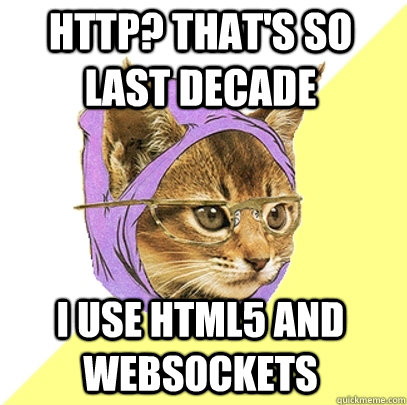 HTTP? THAT'S SO
LAST DECADE
I USE HTML5 AND
WEBSOCKETS
quickmeme.com